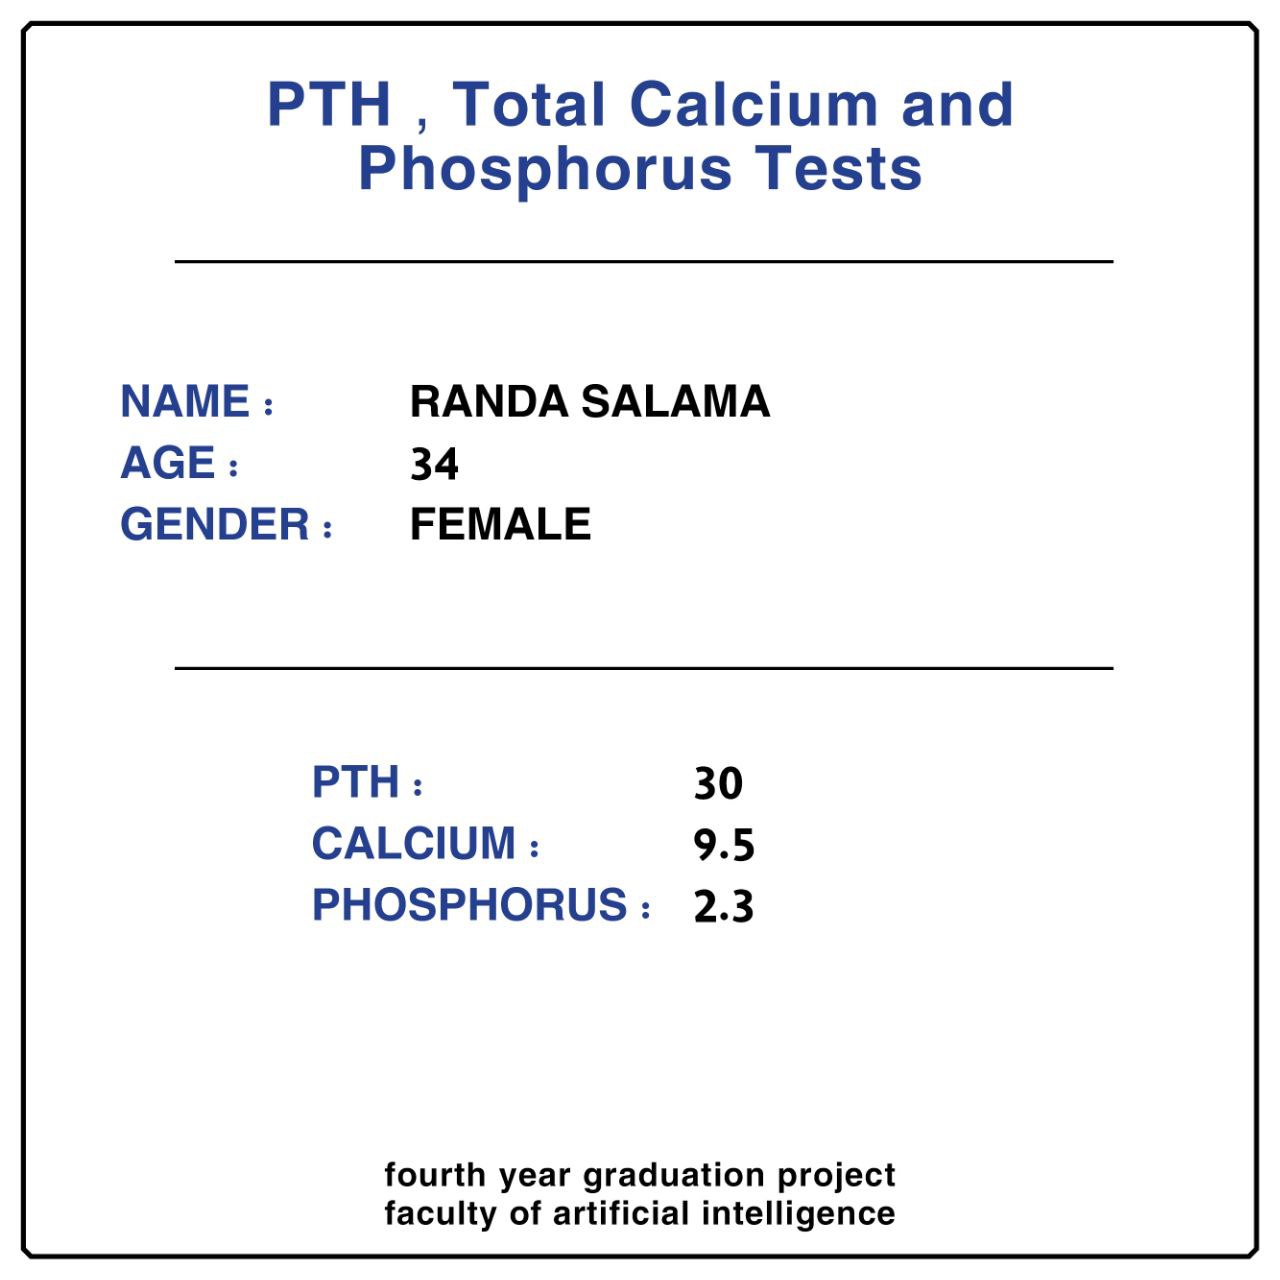 PTH , Total Calcium and
Phosphorus Tests
NAME : RANDA SALAMA
AGE : 34
GENDER : FEMALE
PTH : 30
CALCIUM : 9.5
PHOSPHORUS : 2.3
fourth year graduation project
faculty of artificial intelligence